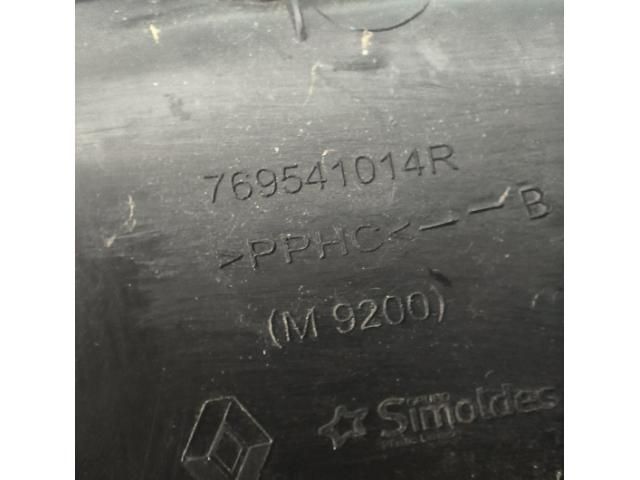 769541014R
>PPHC<--B
(M 9200)
Simoldes